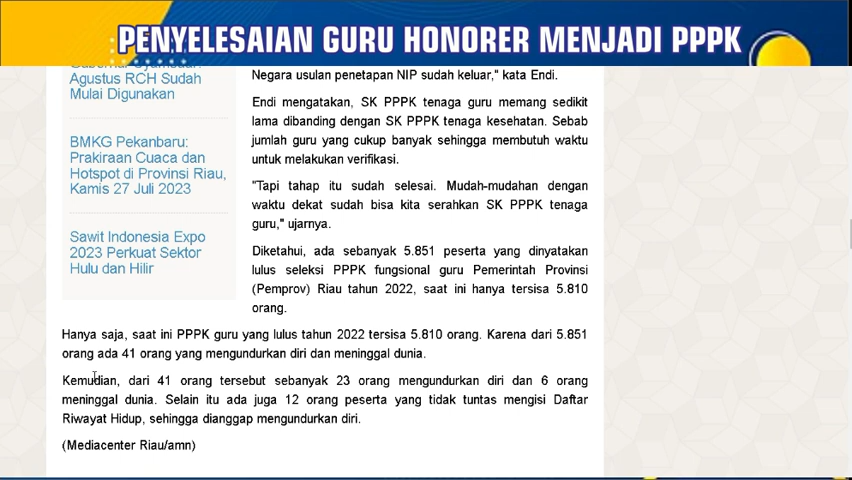 PENYELESAIAN GURU HONORER MENJADI PPPK
Agustus RCH Sudah
Mulai Digunakan
BMKG Pekanbaru:
Prakiraan Cuaca dan
Hotspot di Provinsi Riau,
Kamis 27 Juli 2023
Sawit Indonesia Expo
2023 Perkuat Sektor
Hulu dan Hilir
Negara usulan penetapan NIP sudah keluar," kata Endi.
Endi mengatakan, SK PPPK tenaga guru memang sedikit
lama dibanding dengan SK PPPK tenaga kesehatan. Sebab
jumlah guru yang cukup banyak sehingga membutuh waktu
untuk melakukan verifikasi.
"Tapi tahap itu sudah selesai. Mudah-mudahan dengan
waktu dekat sudah bisa kita serahkan SK PPPK tenaga
guru," ujarnya.
Diketahui, ada sebanyak 5.851 peserta yang dinyatakan
lulus seleksi PPPK fungsional guru Pemerintah Provinsi
(Pemprov) Riau tahun 2022, saat ini hanya tersisa 5.810
orang.
Hanya saja, saat ini PPPK guru yang lulus tahun 2022 tersisa 5.810 orang. Karena dari 5.851
orang ada 41 orang yang mengundurkan diri dan meninggal dunia.
Kemudian, dari 41 orang tersebut sebanyak 23 orang mengundurkan diri dan 6 orang
meninggal dunia. Selain itu ada juga 12 orang peserta yang tidak tuntas mengisi Daftar
Riwayat Hidup, sehingga dianggap mengundurkan diri.
(Mediacenter Riau/amn)